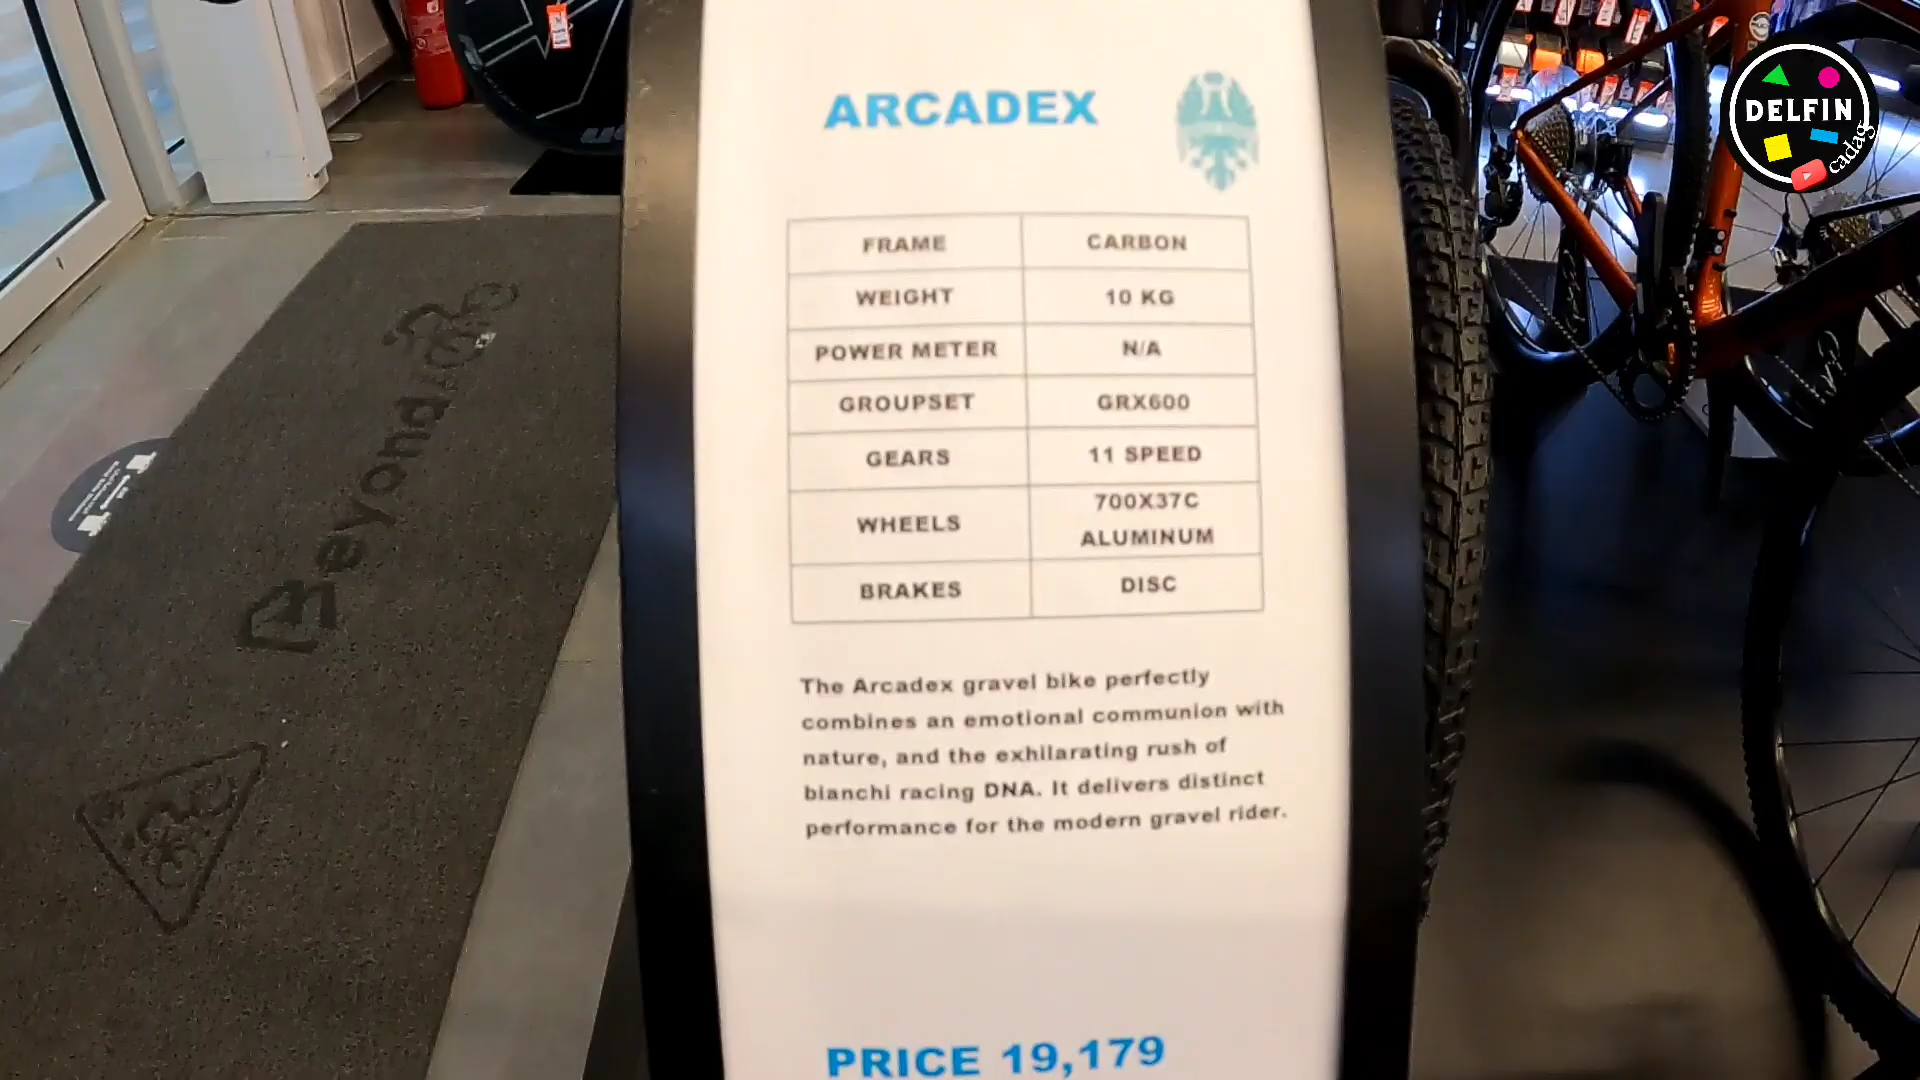 ARCADEX
FRAME CARBON
WEIGHT 10 KG
POWER METER N/A
GROUPSET GRX600
GEARS 11 SPEED
WHEELS 700X37C ALUMINUM
BRAKES DISC
The Arcadex gravel bike perfectly
combines an emotional communion with
nature, and the exhilarating rush of
bianchi racing DNA. It delivers distinct
performance for the modern gravel rider.
PRICE 19,179
Beyond
DELFIN
cadag